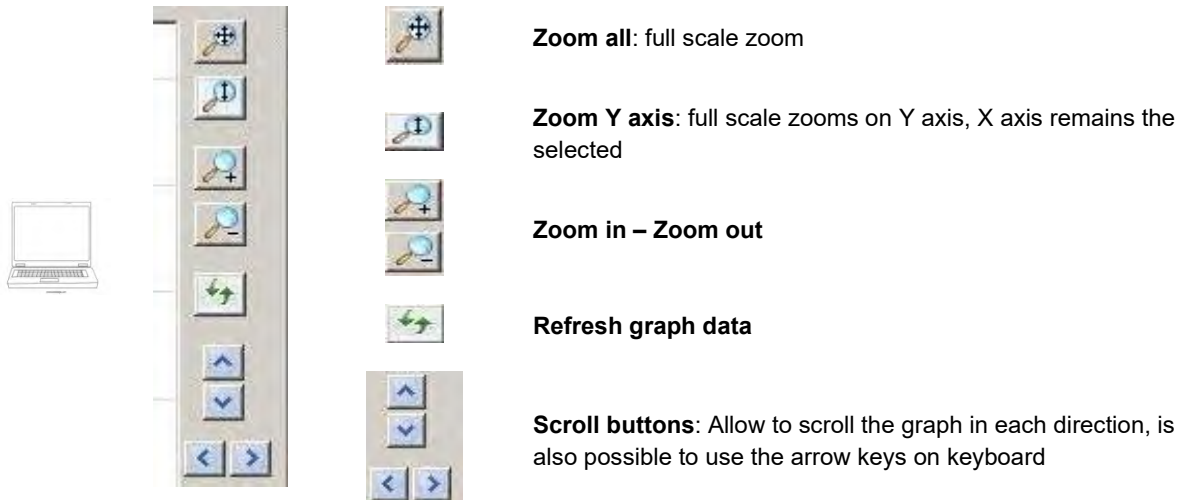 Zoom all: full scale zoom
Zoom Y axis: full scale zooms on Y axis, X axis remains the
selected
Zoom in – Zoom out
Refresh graph data
Scroll buttons: Allow to scroll the graph in each direction, is
also possible to use the arrow keys on keyboard